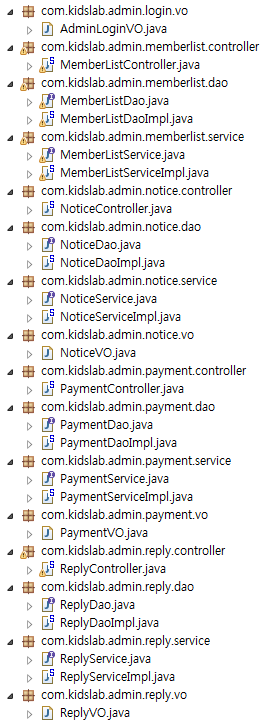 com.kidslab.admin.login.vo
AdminLoginVO.java
com.kidslab.admin.memberlist.controller
MemberListController.java
com.kidslab.admin.memberlist.dao
MemberListDao.java
MemberListDaoImpl.java
com.kidslab.admin.memberlist.service
MemberListService.java
MemberListServiceImpl.java
com.kidslab.admin.notice.controller
NoticeController.java
com.kidslab.admin.notice.dao
NoticeDao.java
NoticeDaoImpl.java
com.kidslab.admin.notice.service
NoticeService.java
NoticeServiceImpl.java
com.kidslab.admin.notice.vo
NoticeVO.java
com.kidslab.admin.payment.controller
PaymentController.java
com.kidslab.admin.payment.dao
PaymentDao.java
PaymentDaoImpl.java
com.kidslab.admin.payment.service
PaymentService.java
PaymentServiceImpl.java
com.kidslab.admin.payment.vo
PaymentVO.java
com.kidslab.admin.reply.controller
ReplyController.java
com.kidslab.admin.reply.dao
ReplyDao.java
ReplyDaoImpl.java
com.kidslab.admin.reply.service
ReplyService.java
ReplyServiceImpl.java
com.kidslab.admin.reply.vo
ReplyVO.java